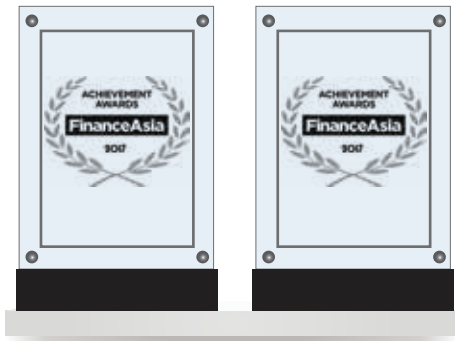 ACHIEVEMENT
AWARDS
FinanceAsia
2017
ACHIEVEMENT
AWARDS
FinanceAsia
2017